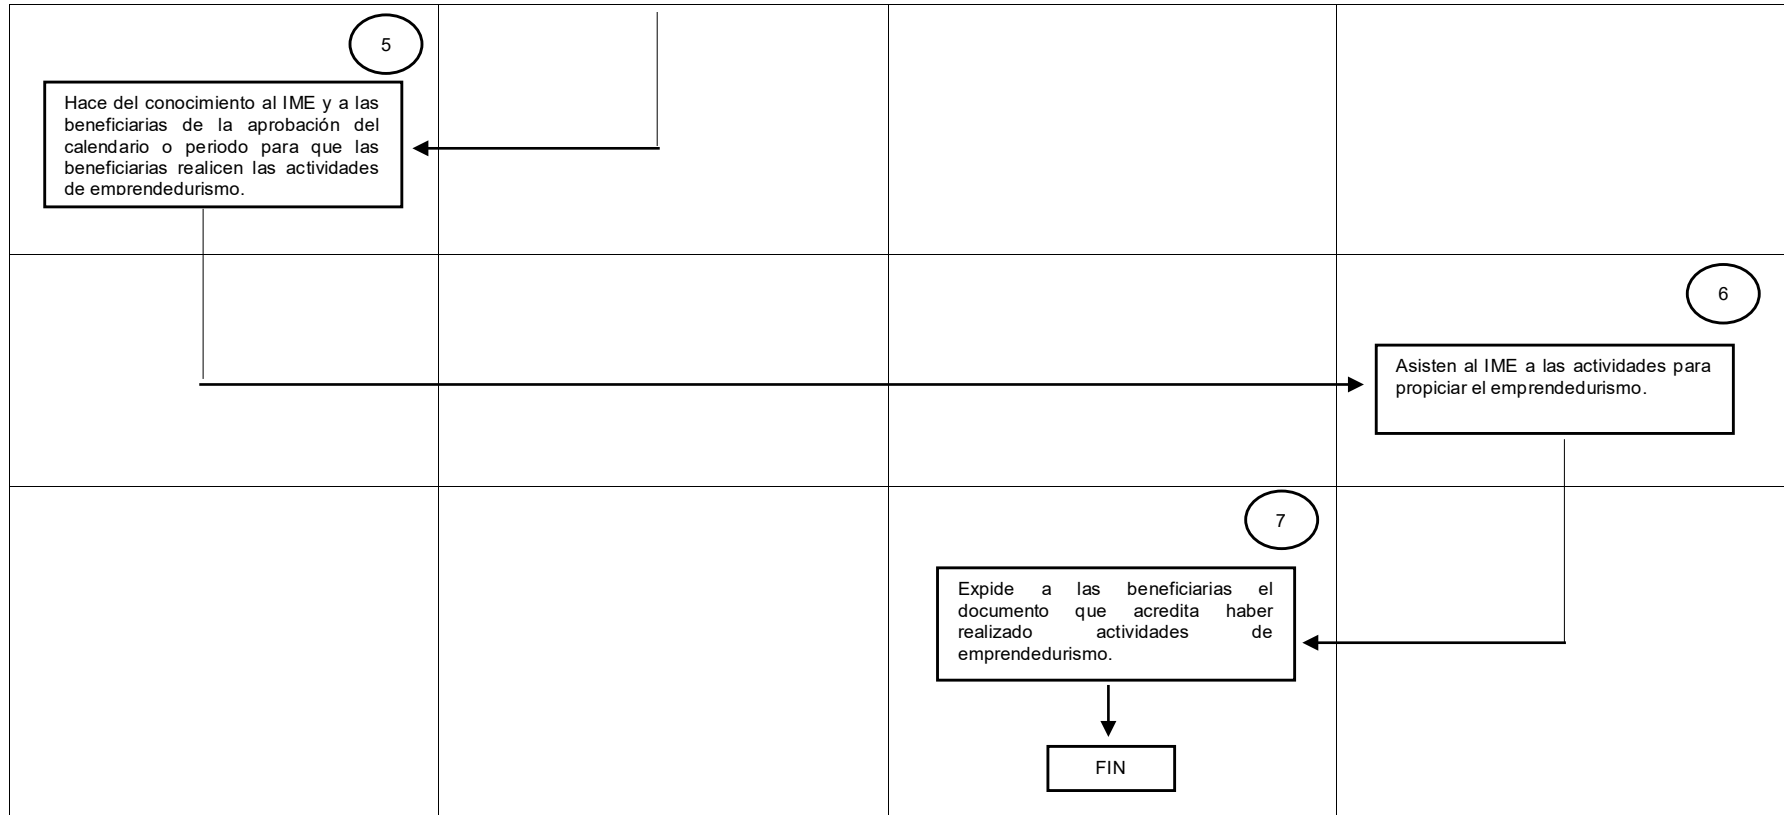 5
Hace del conocimiento al IME y a las
beneficiarias de la aprobación del
calendario o periodo para que las
beneficiarias realicen las actividades
de emprendedurismo.
6
Asisten al IME a las actividades para
propiciar el emprendedurismo.
7
Expide a las beneficiarias el
documento que acredita haber
realizado actividades de
emprendedurismo.
FIN